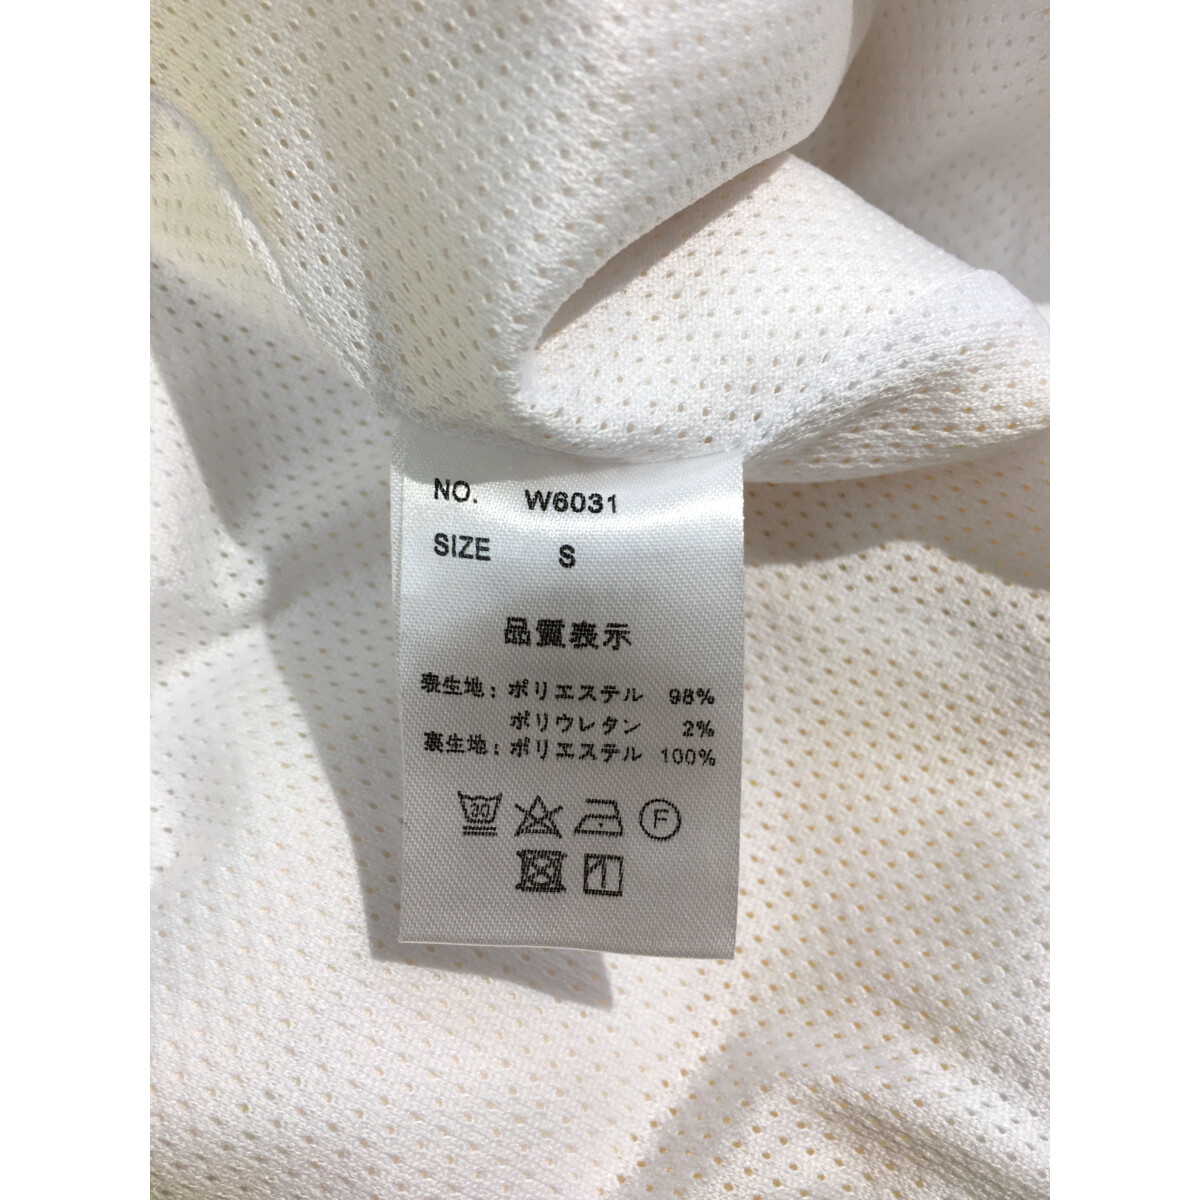 NO. W6031
SIZE S
品質表示
表生地：ポリエステル 98%
ポリウレタン 2%
裏生地：ポリエステル 100%
30
F